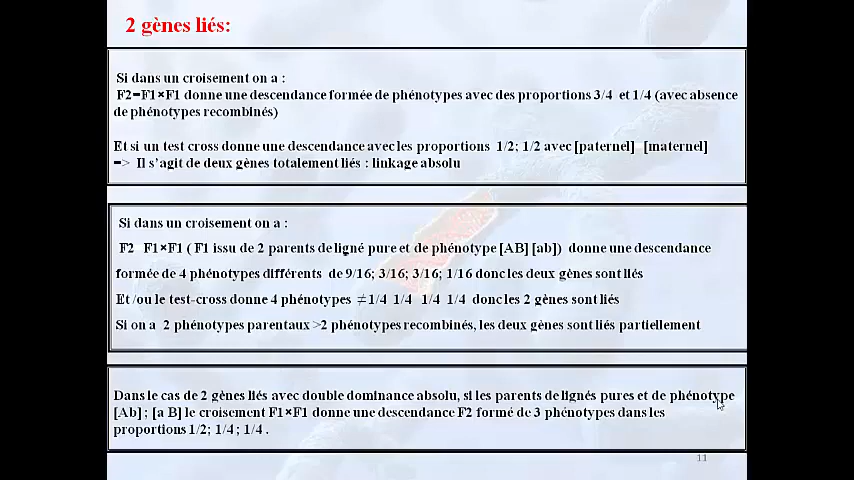 2 gènes liés:
Si dans un croisement on a :
F2=F1×F1 donne une descendance formée de phénotypes avec des proportions 3/4 et 1/4 (avec absence
de phénotypes recombinés)
Et si un test cross donne une descendance avec les proportions 1/2; 1/2 avec [paternel] [maternel]
=> Il s’agit de deux gènes totalement liés : linkage absolu
Si dans un croisement on a :
F2 F1×F1 ( F1 issu de 2 parents de ligné pure et de phénotype [AB] [ab]) donne une descendance
formée de 4 phénotypes différents de 9/16; 3/16; 3/16; 1/16 donc les deux gènes sont liés
Et /ou le test-cross donne 4 phénotypes ≠ 1/4 1/4 1/4 1/4 donc les 2 gènes sont liés
Si on a 2 phénotypes parentaux >2 phénotypes recombinés, les deux gènes sont liés partiellement
Dans le cas de 2 gènes liés avec double dominance absolu, si les parents de lignés pures et de phénotype
[Ab] ; [a B] le croisement F1×F1 donne une descendance F2 formé de 3 phénotypes dans les
proportions 1/2; 1/4 ; 1/4 .
11